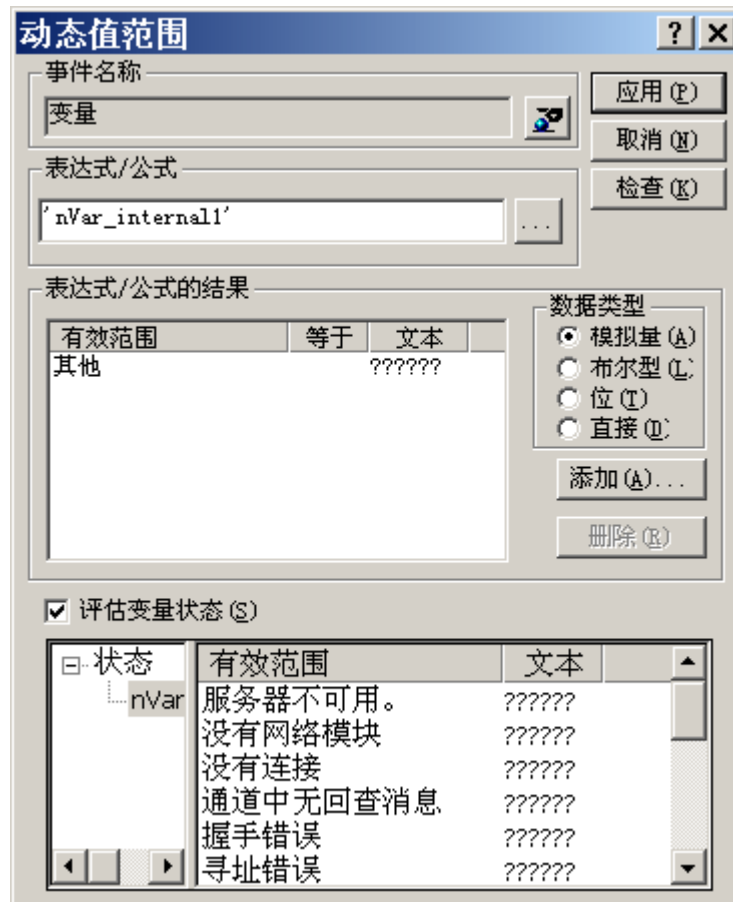 动态值范围
事件名称
变量
应用(P)
取消(N)
检查(K)
表达式/公式
'nVar_internal1'
...
表达式/公式的结果
有效范围 等于 文本
其他 ??????
数据类型
模拟量(A)
布尔型(L)
位(T)
直接(D)
添加(A)...
删除(R)
评估变量状态(S)
状态
nVar
有效范围 文本
服务器不可用。 ??????
没有网络模块 ??????
没有连接 ??????
通道中无回查消息 ??????
握手错误 ??????
寻址错误 ??????